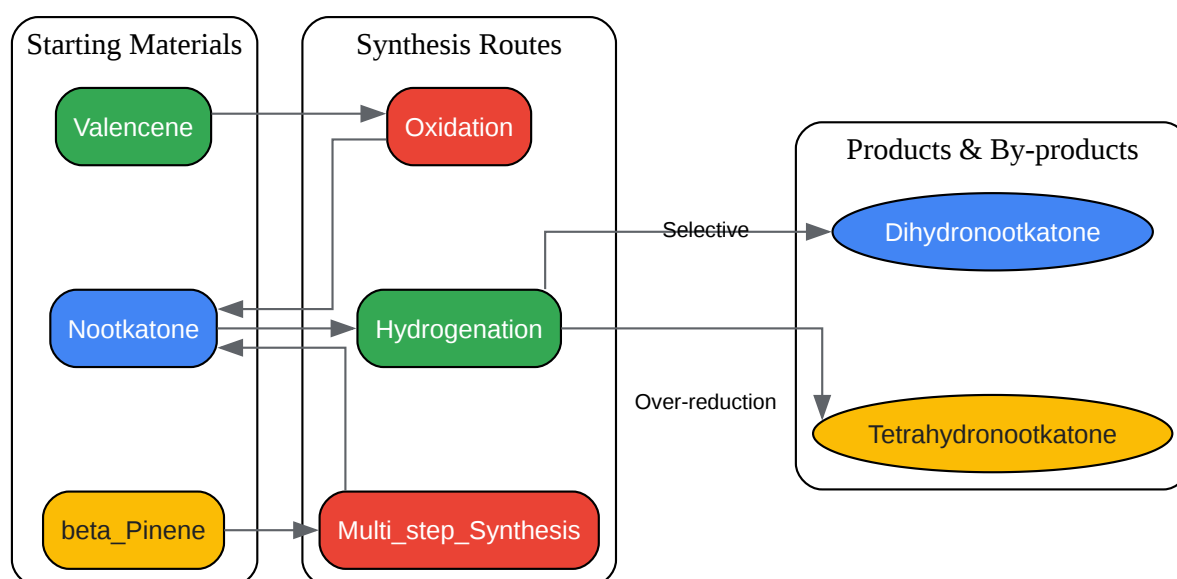 Starting Materials
Synthesis Routes
Products & By-products
Valencene
Oxidation
Selective
Dihydronootkatone
Nootkatone
Hydrogenation
Over-reduction
Tetrahydronootkatone
beta_Pinene
Multi_step_Synthesis